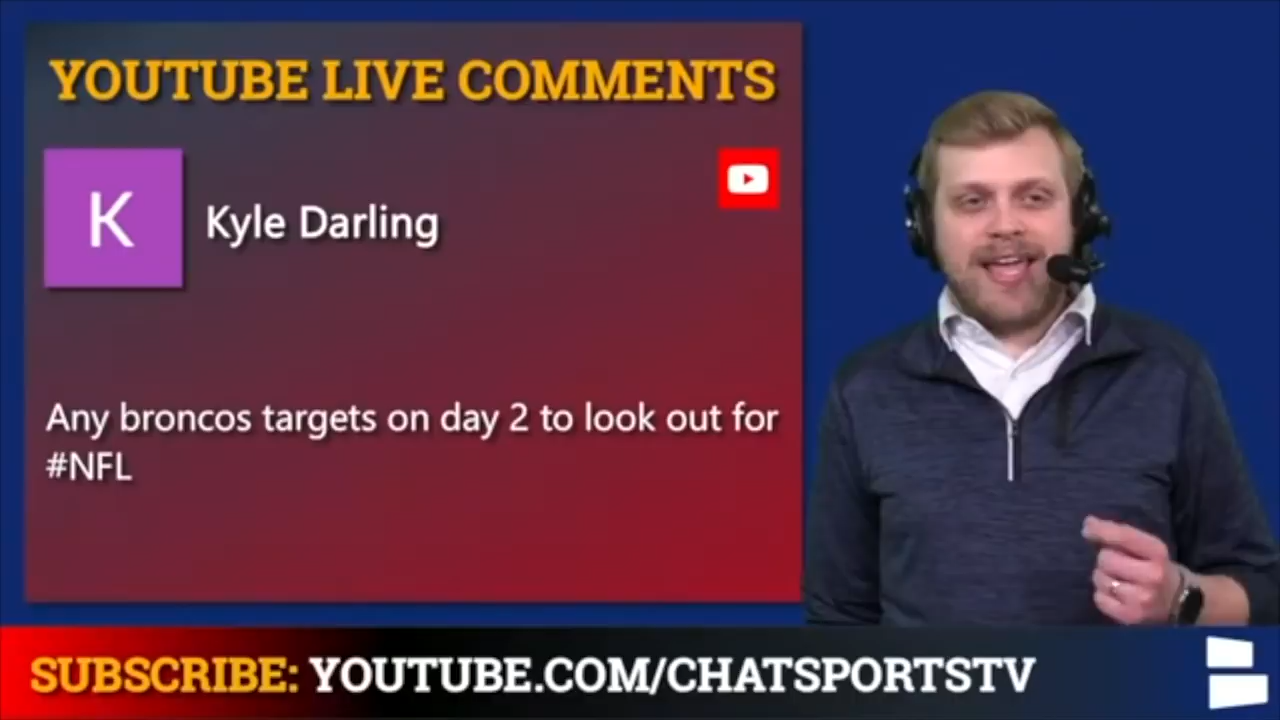 YOUTUBE LIVE COMMENTS
K
Kyle Darling
Any broncos targets on day 2 to look out for
#NFL
SUBSCRIBE: YOUTUBE.COM/CHATSPORTSTV